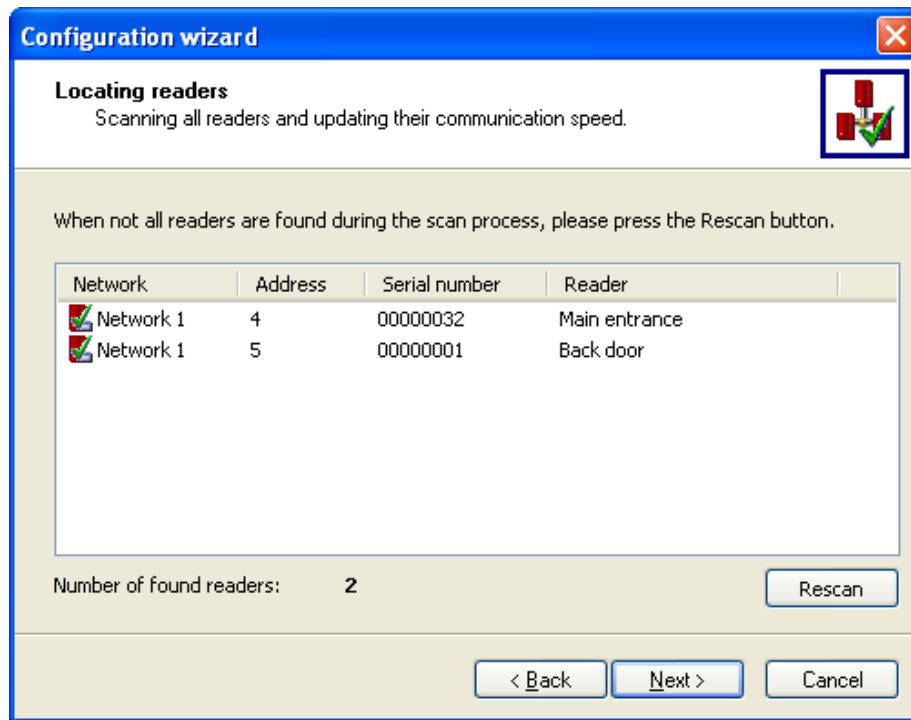 Configuration wizard
Locating readers
Scanning all readers and updating their communication speed.
When not all readers are found during the scan process, please press the Rescan button.
Network Address Serial number Reader
Network 1 4 00000032 Main entrance
Network 1 5 00000001 Back door
Number of found readers: 2 Rescan
< Back Next > Cancel